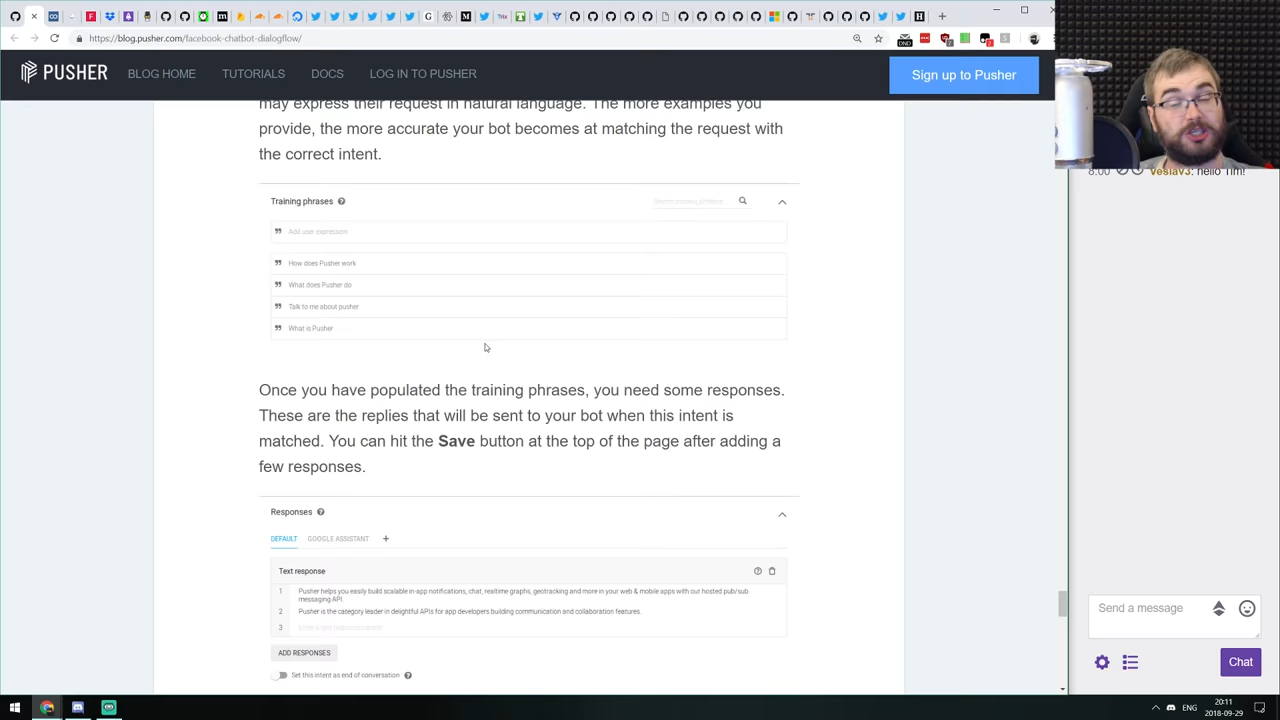 https://blog.pusher.com/facebook-chatbot-dialogflow/
DND
PUSHER
BLOG HOME
TUTORIALS
DOCS
LOG IN TO PUSHER
Sign up to Pusher
may express their request in natural language. The more examples you
provide, the more accurate your bot becomes at matching the request with
the correct intent.
Training phrases
Add user expression
How does Pusher work
What does Pusher do
Talk to me about pusher
What is Pusher
Once you have populated the training phrases, you need some responses.
These are the replies that will be sent to your bot when this intent is
matched. You can hit the Save button at the top of the page after adding a
few responses.
Responses
DEFAULT
GOOGLE ASSISTANT
Text response
1 Pusher helps you easily build scalable in-app notifications, chat, realtime graphs, geotracking and more in your web & mobile apps with our hosted pub/sub
messaging API.
2 Pusher is the category leader in delightful APIs for app developers building communication and collaboration features.
3
ADD RESPONSES
Set this intent as end of conversation
8:00 VeslaV3: hello Tim!
Send a message
Chat
ENG
20:11
2018-09-29